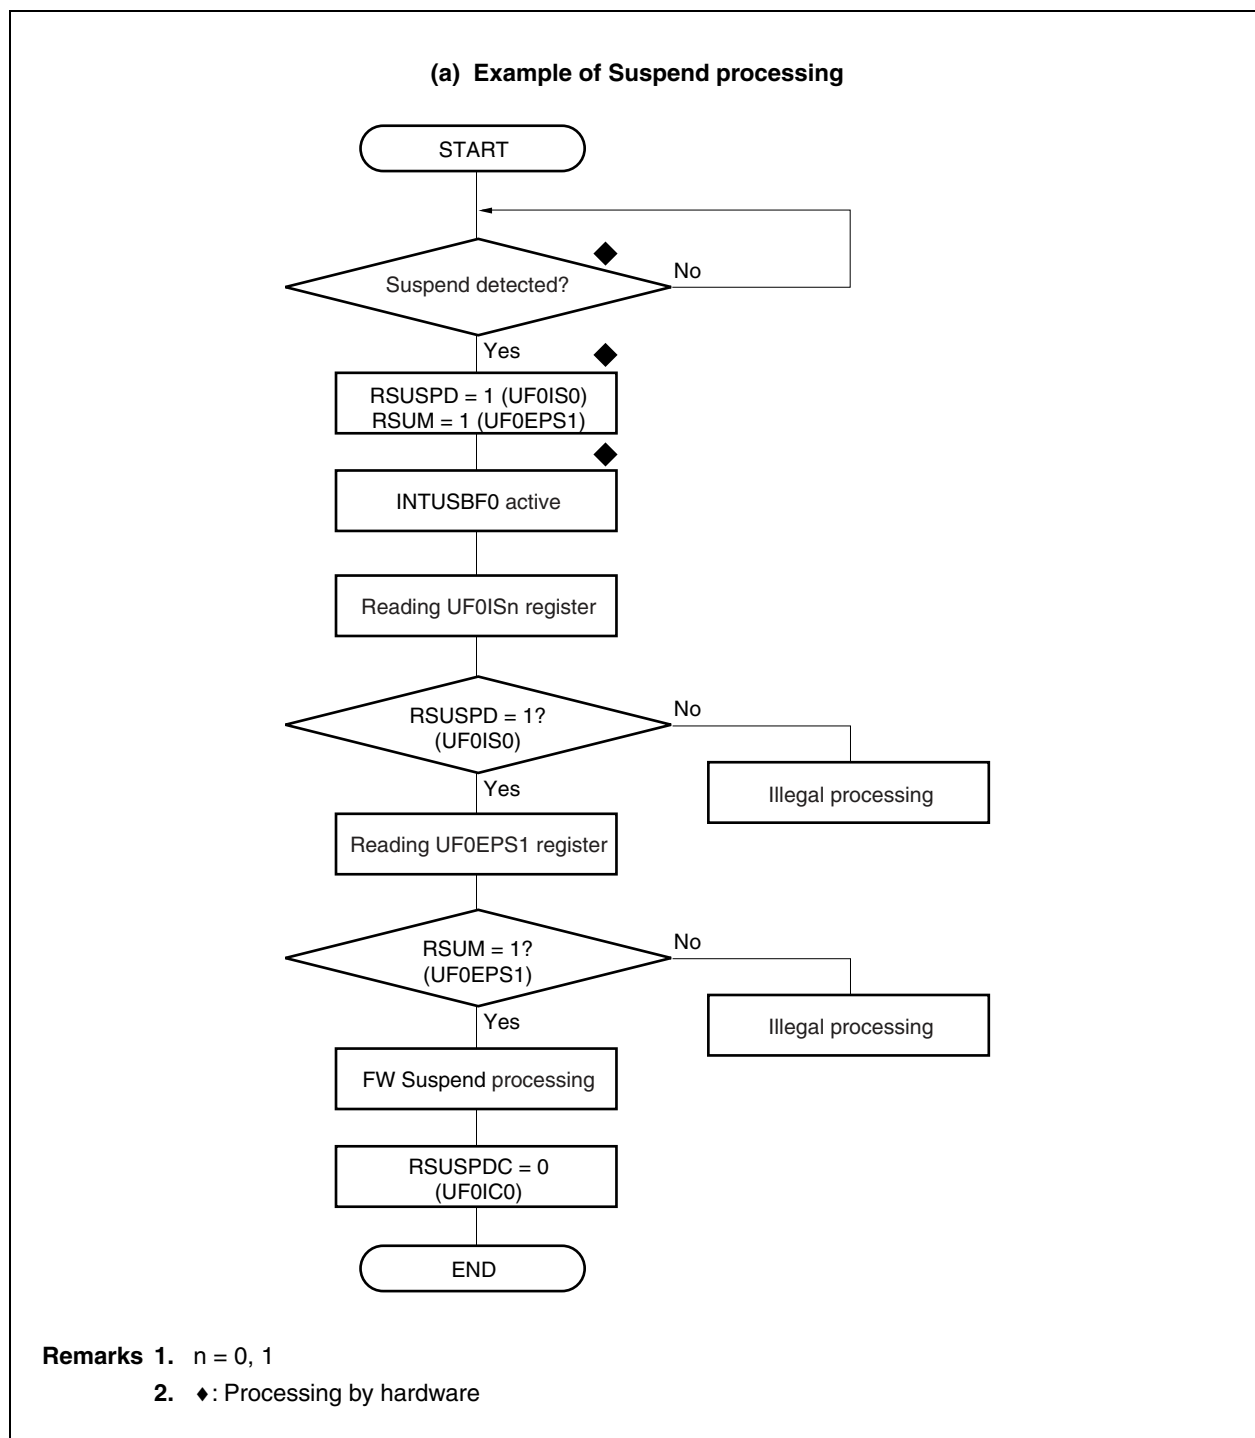 (a) Example of Suspend processing
START
Suspend detected?
No
Yes
RSUSPD = 1 (UF0IS0)
RSUM = 1 (UF0EPS1)
INTUSBF0 active
Reading UF0ISn register
RSUSPD = 1?
(UF0IS0)
No
Yes
Illegal processing
Reading UF0EPS1 register
RSUM = 1?
(UF0EPS1)
No
Yes
Illegal processing
FW Suspend processing
RSUSPDC = 0
(UF0IC0)
END
Remarks 1. n = 0, 1
2. ♦: Processing by hardware